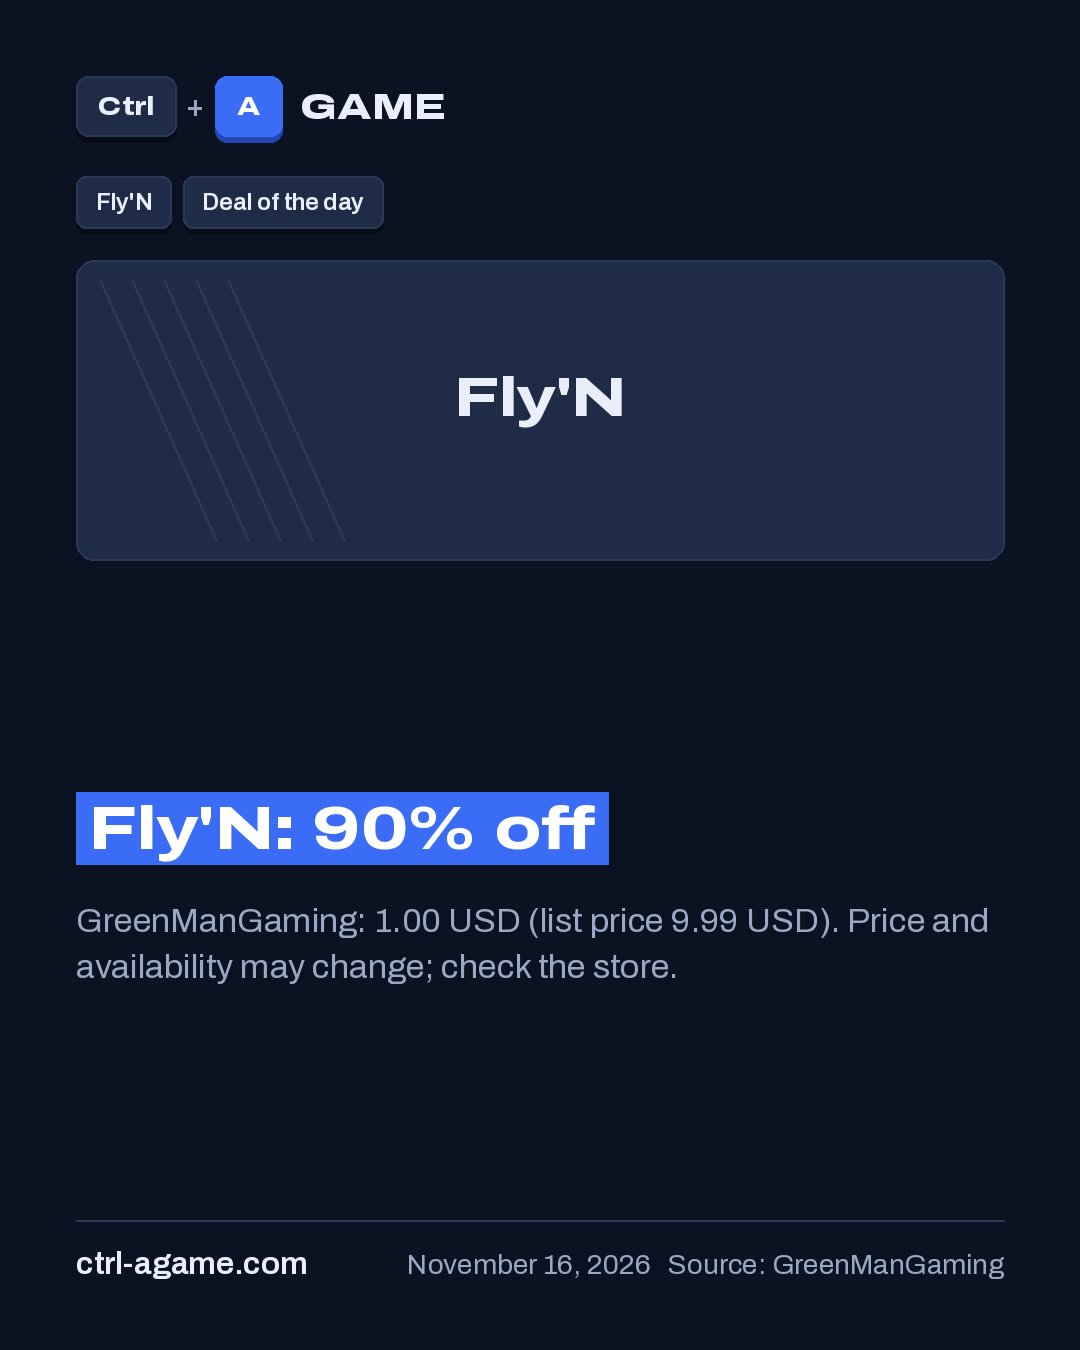 Ctrl + A GAME
Fly'N Deal of the day
Fly'N
Fly'N: 90% off
GreenManGaming: 1.00 USD (list price 9.99 USD). Price and
availability may change; check the store.
ctrl-agame.com November 16, 2026 Source: GreenManGaming